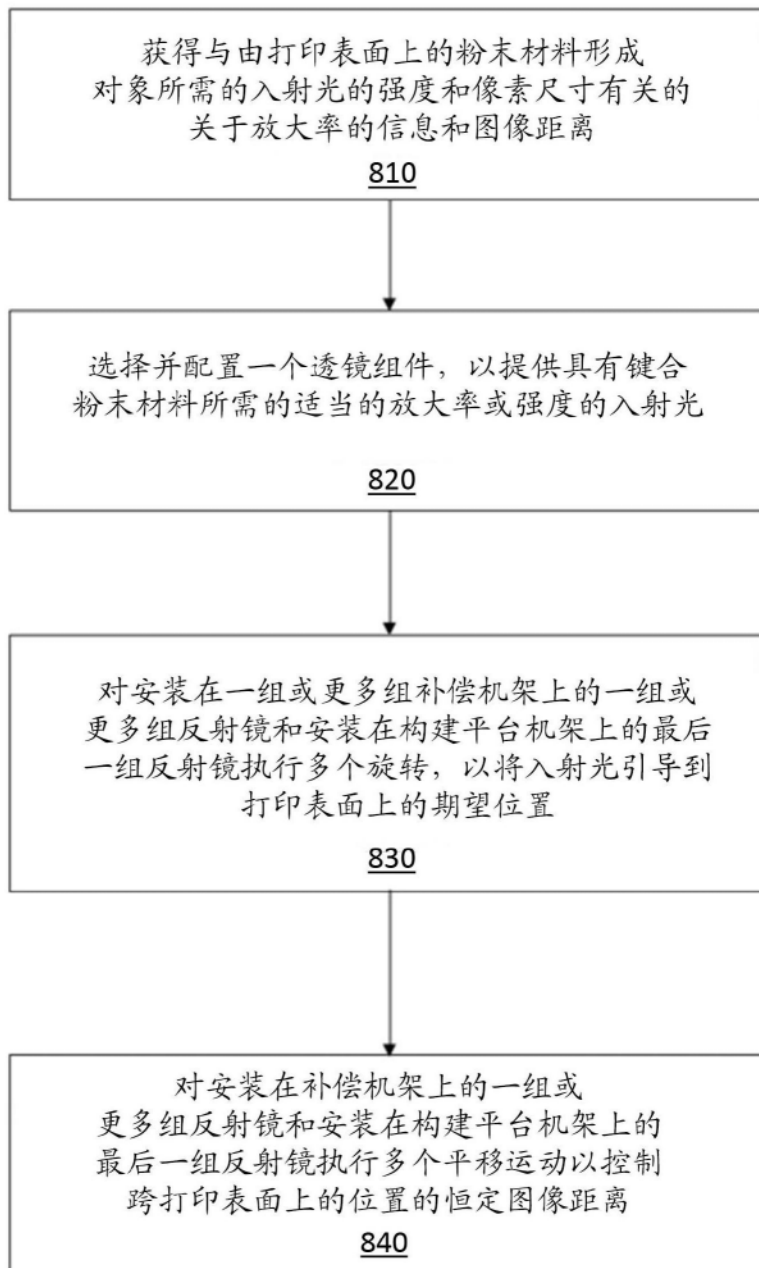 获得与由打印表面上的粉末材料形成
对象所需的入射光的强度和像素尺寸有关的
关于放大率的信息和图像距离
810
选择并配置一个透镜组件，以提供具有键合
粉末材料所需的适当的放大率或强度的入射光
820
对安装在一组或更多组补偿机架上的一组或
更多组反射镜和安装在构建平台机架上的最后
一组反射镜执行多个旋转，以将入射光引导到
打印表面上的期望位置
830
对安装在补偿机架上的一组或
更多组反射镜和安装在构建平台机架上的
最后一组反射镜执行多个平移运动以控制
跨打印表面上的位置的恒定图像距离
840